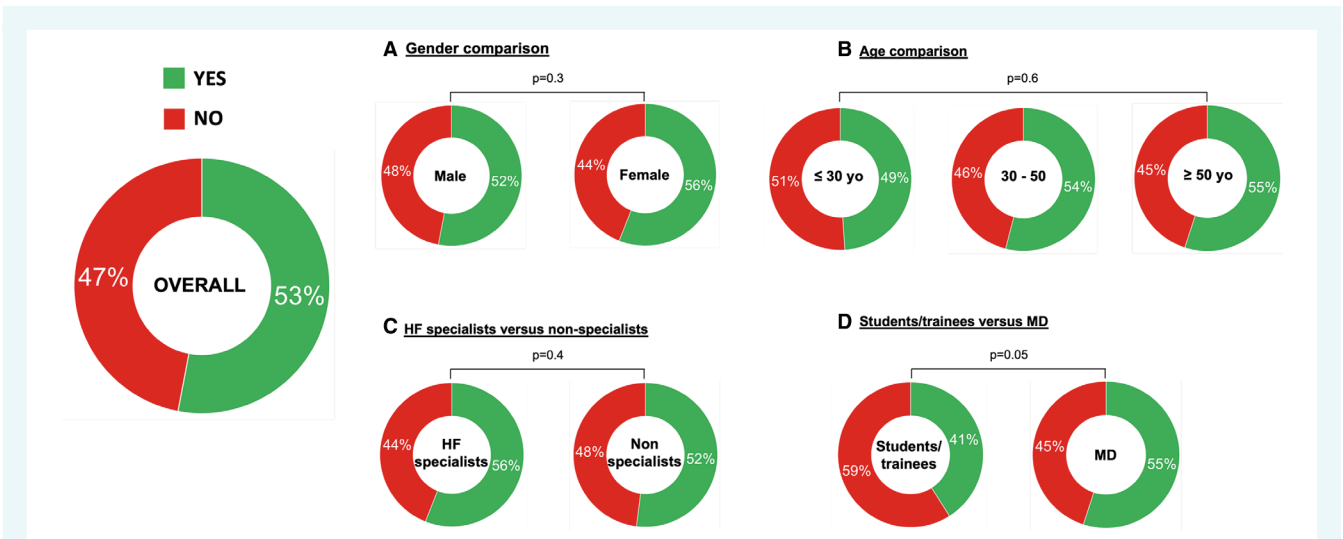 YES
NO
OVERALL
47%
53%
A Gender comparison
p=0.3
48%
Male
52%
44%
Female
56%
B Age comparison
p=0.6
51%
≤ 30 yo
49%
46%
30 - 50
54%
45%
≥ 50 yo
55%
C HF specialists versus non-specialists
p=0.4
44%
HF
specialists
56%
48%
Non
specialists
52%
D Students/trainees versus MD
p=0.05
59%
Students/
trainees
41%
45%
MD
55%